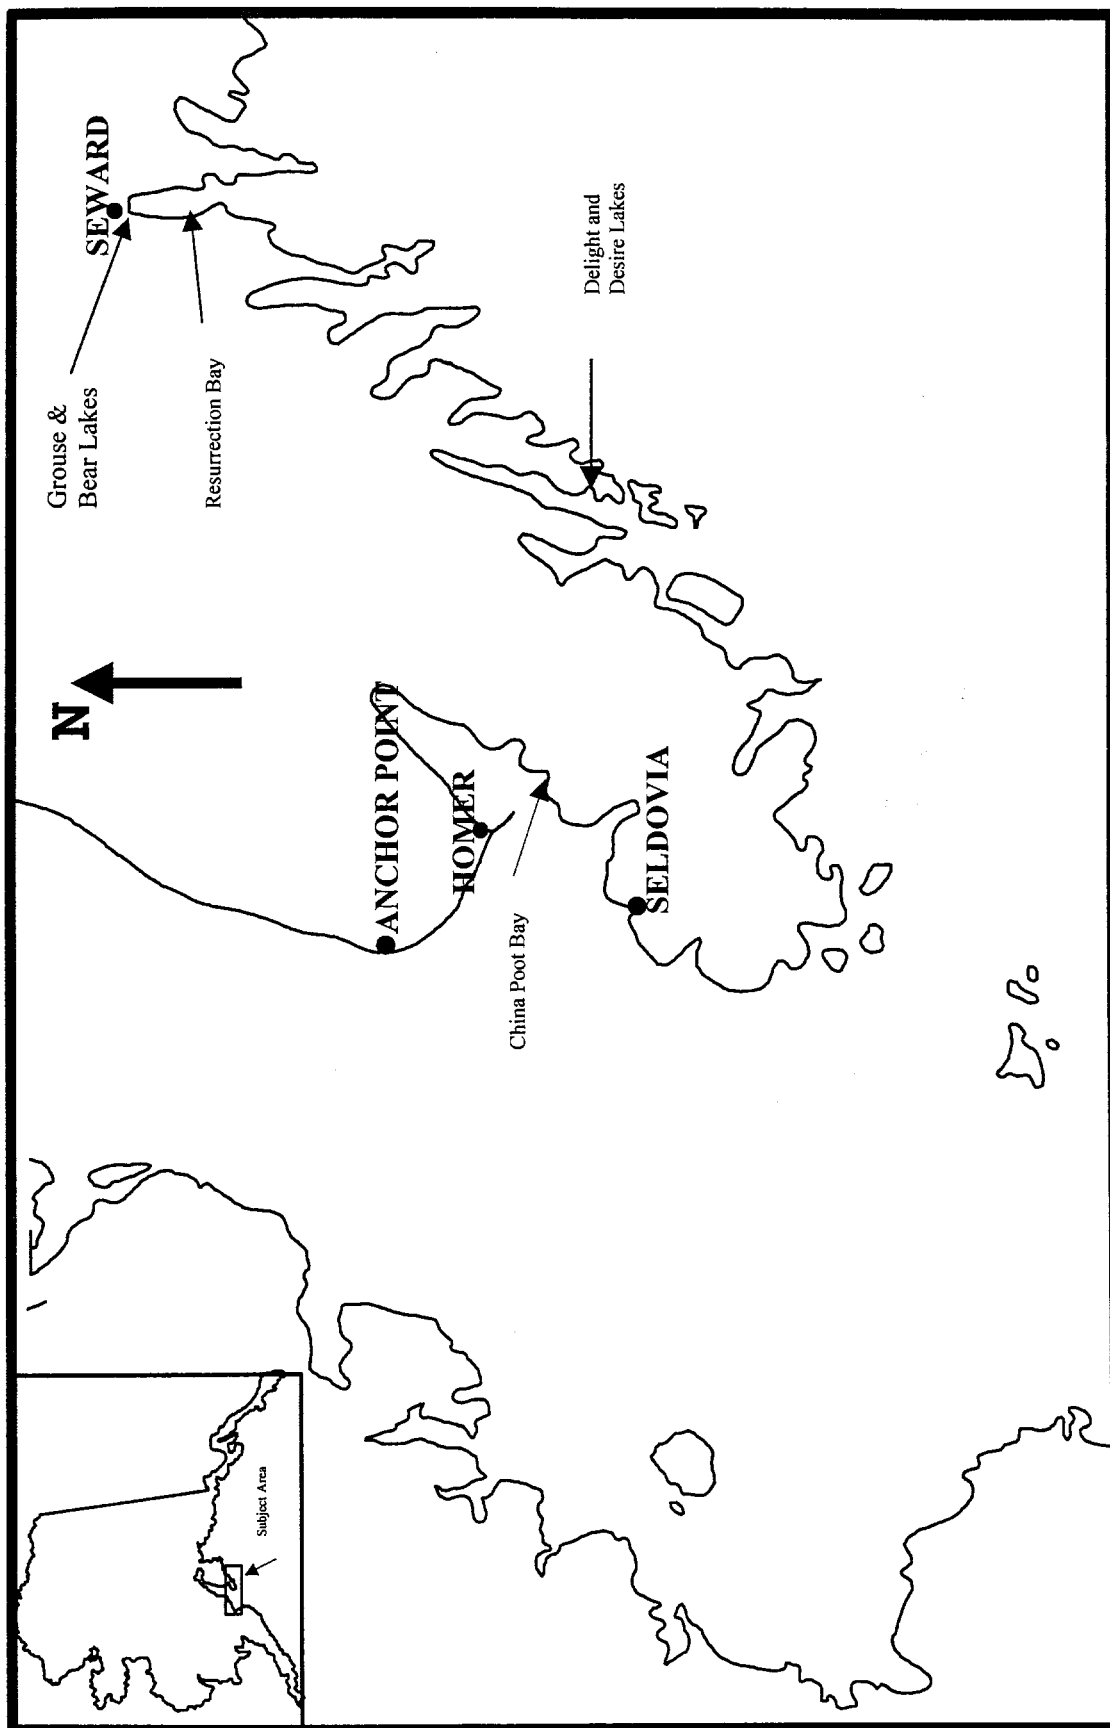 Grouse &
Bear Lakes
SEWARD
Resurrection Bay
Delight and
Desire Lakes
N
ANCHOR POINT
HOMER
SELDOVIA
China Poot Bay
Subject Area